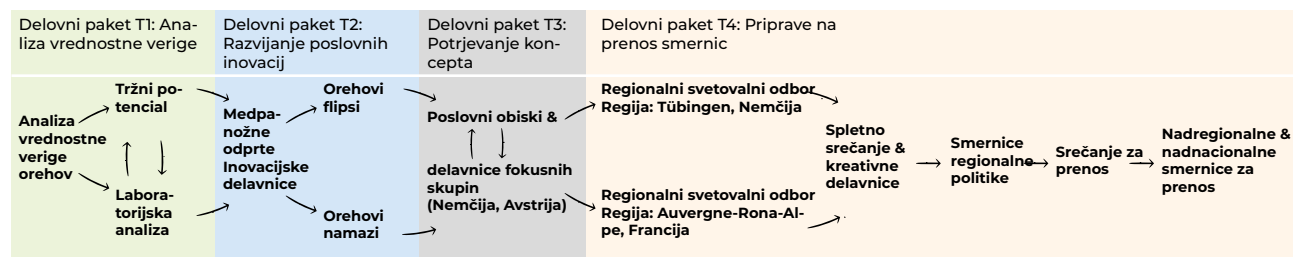 Delovni paket T1: Ana-
liza vrednostne verige
Delovni paket T2:
Razvijanje poslovnih
inovacij
Delovni paket T3:
Potrjevanje kon-
cepta
Delovni paket T4: Priprave na
prenos smernic
Analiza
vrednostne
verige
orehov
Tržni po-
tencial
Labora-
torijska
analiza
Medpa-
nožne
odprte
Inovacijske
delavnice
Orehovi
flipsi
Orehovi
namazi
Poslovni obiski &
delavnice fokusnih
skupin
(Nemčija, Avstrija)
Regionalni svetovalni odbor
Regija: Tübingen, Nemčija
Regionalni svetovalni odbor
Regija: Auvergne-Rona-Al-
pe, Francija
Spletno
srečanje &
kreativne
delavnice
Smernice
regionalne
politike
Srečanje za
prenos
Nadregionalne &
nadnacionalne
smernice za
prenos